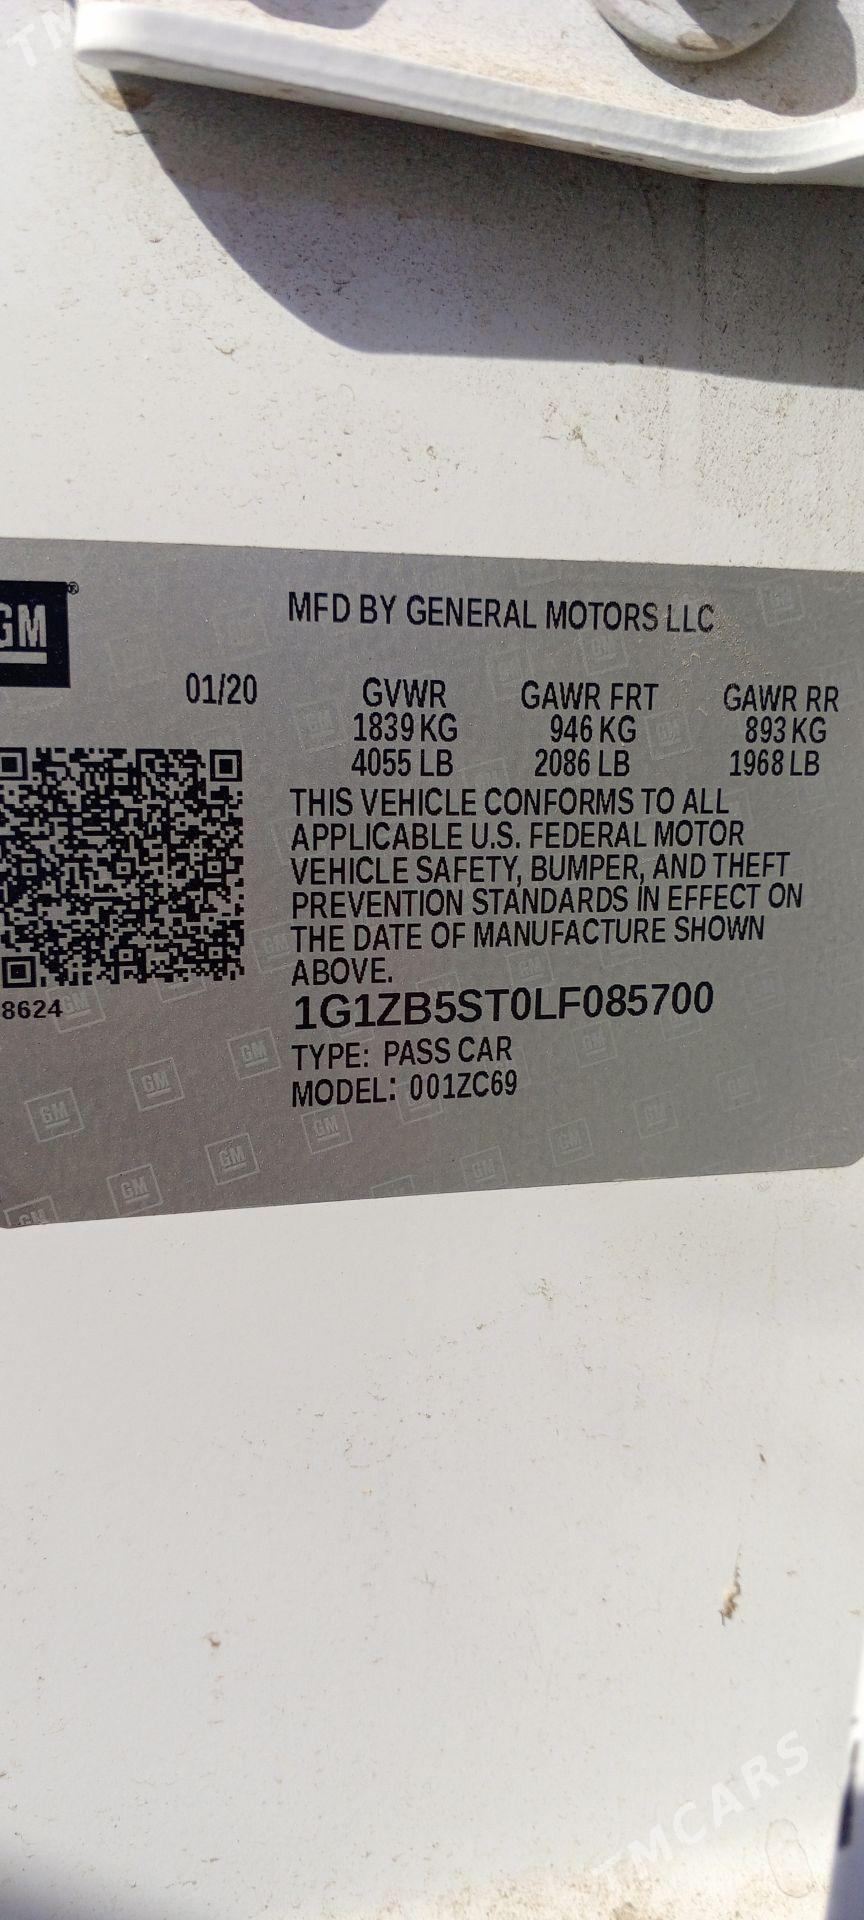 TM
GM®
MFD BY GENERAL MOTORS LLC
01/20 GVWR GAWR FRT GAWR RR
1839 KG 946 KG 893 KG
4055 LB 2086 LB 1968 LB
THIS VEHICLE CONFORMS TO ALL
APPLICABLE U.S. FEDERAL MOTOR
VEHICLE SAFETY, BUMPER, AND THEFT
PREVENTION STANDARDS IN EFFECT ON
THE DATE OF MANUFACTURE SHOWN
ABOVE.
8624
1G1ZB5ST0LF085700
TYPE: PASS CAR
MODEL: 001ZC69
TMCARS